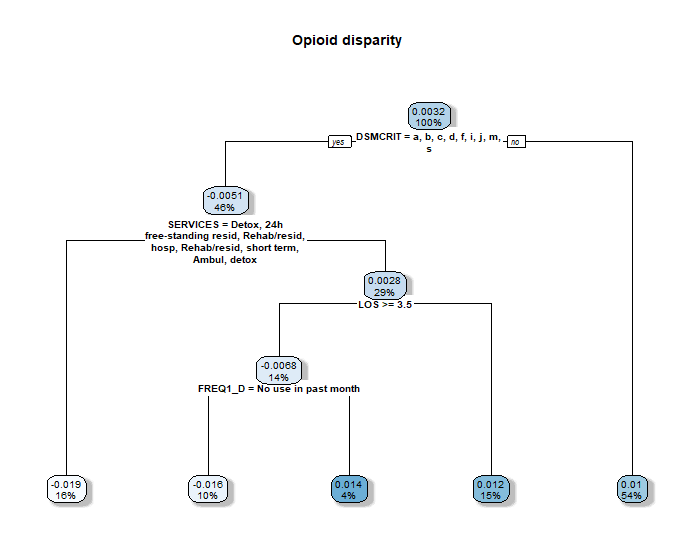 Opioid disparity
0.0032
100%
yes
DSMCRIT = a, b, c, d, f, i, j, m,
s
no
-0.0051
46%
SERVICES = Detox, 24h
free-standing resid, Rehab/resid,
hosp, Rehab/resid, short term,
Ambul, detox
0.0028
29%
LOS >= 3.5
-0.0068
14%
FREQ1_D = No use in past month
-0.019
16%
-0.016
10%
0.014
4%
0.012
15%
0.01
54%